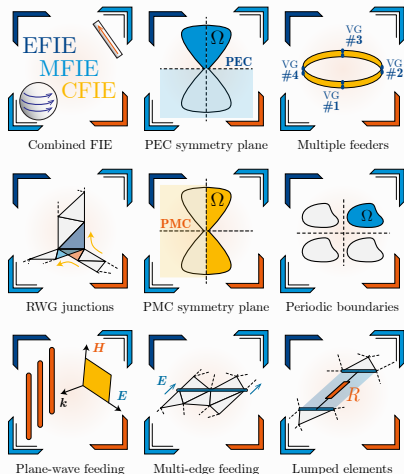 EFIE
MFIE
CFIE
Combined FIE
Ω
PEC
PEC symmetry plane
VG
#3
VG
#4
VG
#2
VG
#1
Multiple feeders
RWG junctions
Ω
PMC
PMC symmetry plane
Ω
Periodic boundaries
H
k
E
Plane-wave feeding
E
Multi-edge feeding
R
Lumped elements